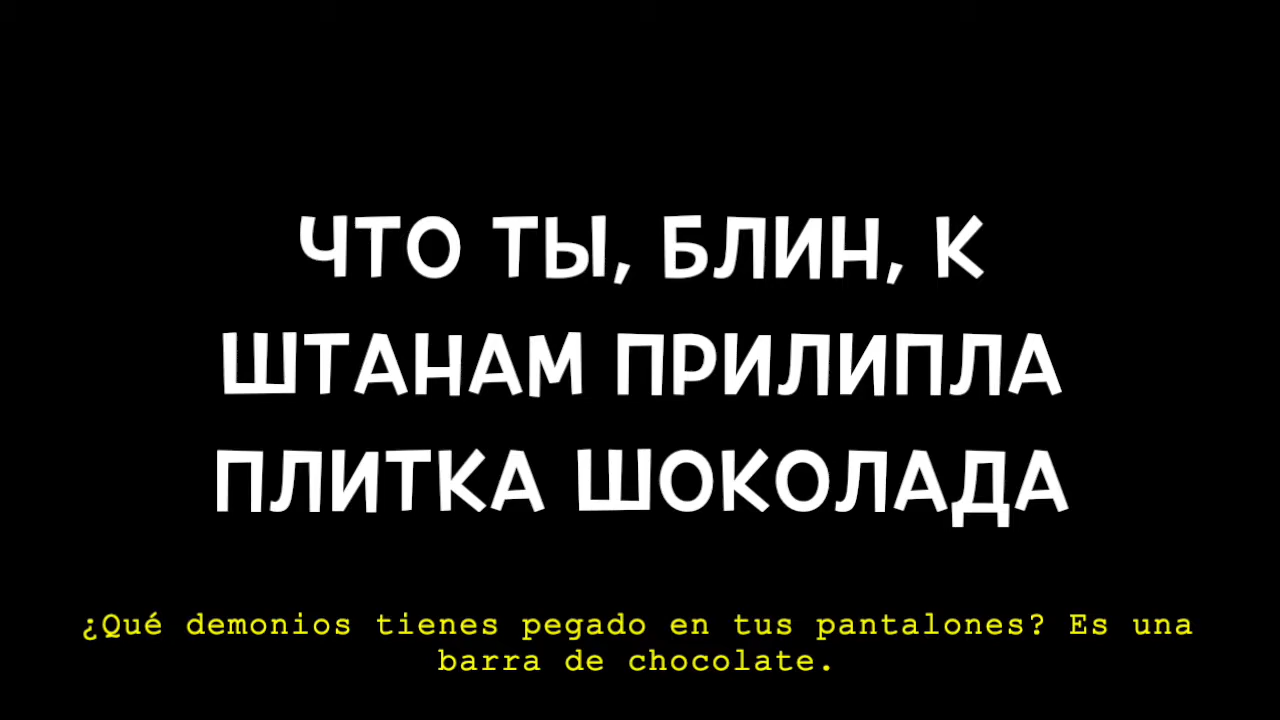 ЧТО ТЫ, БЛИН, К
ШТАНАМ ПРИЛИПЛА
ПЛИТКА ШОКОЛАДА
¿Qué demonios tienes pegado en tus pantalones? Es una
barra de chocolate.